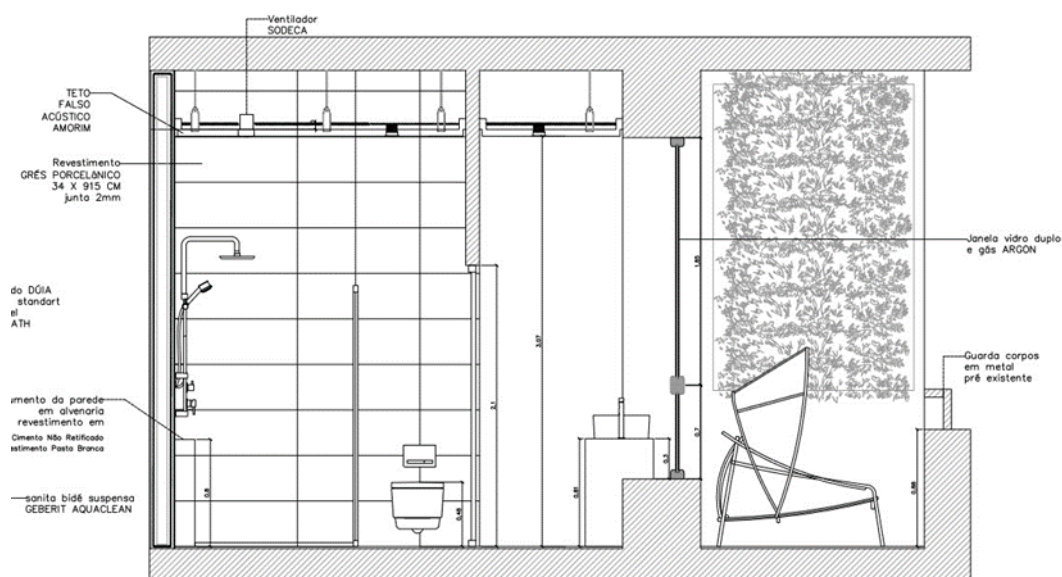 Ventilador
SODECA
TETO
FALSO
ACÚSTICO
AMORIM
Revestimento
GRÉS PORCELÂNICO
34 X 915 CM
junta 2mm
do DÚIA
standart
el
ATH
umento da parede
em alvenaria
revestimento em
Cimento Não Retificado
estimento Pasta Branca
sanita bidé suspensa
GEBERIT AQUACLEAN
Janela vidro duplo
e gás ARGON
Guarda corpos
em metal
pré existente
0,8
0,48
2,1
3,07
0,81
0,3
1,85
0,7
0,88